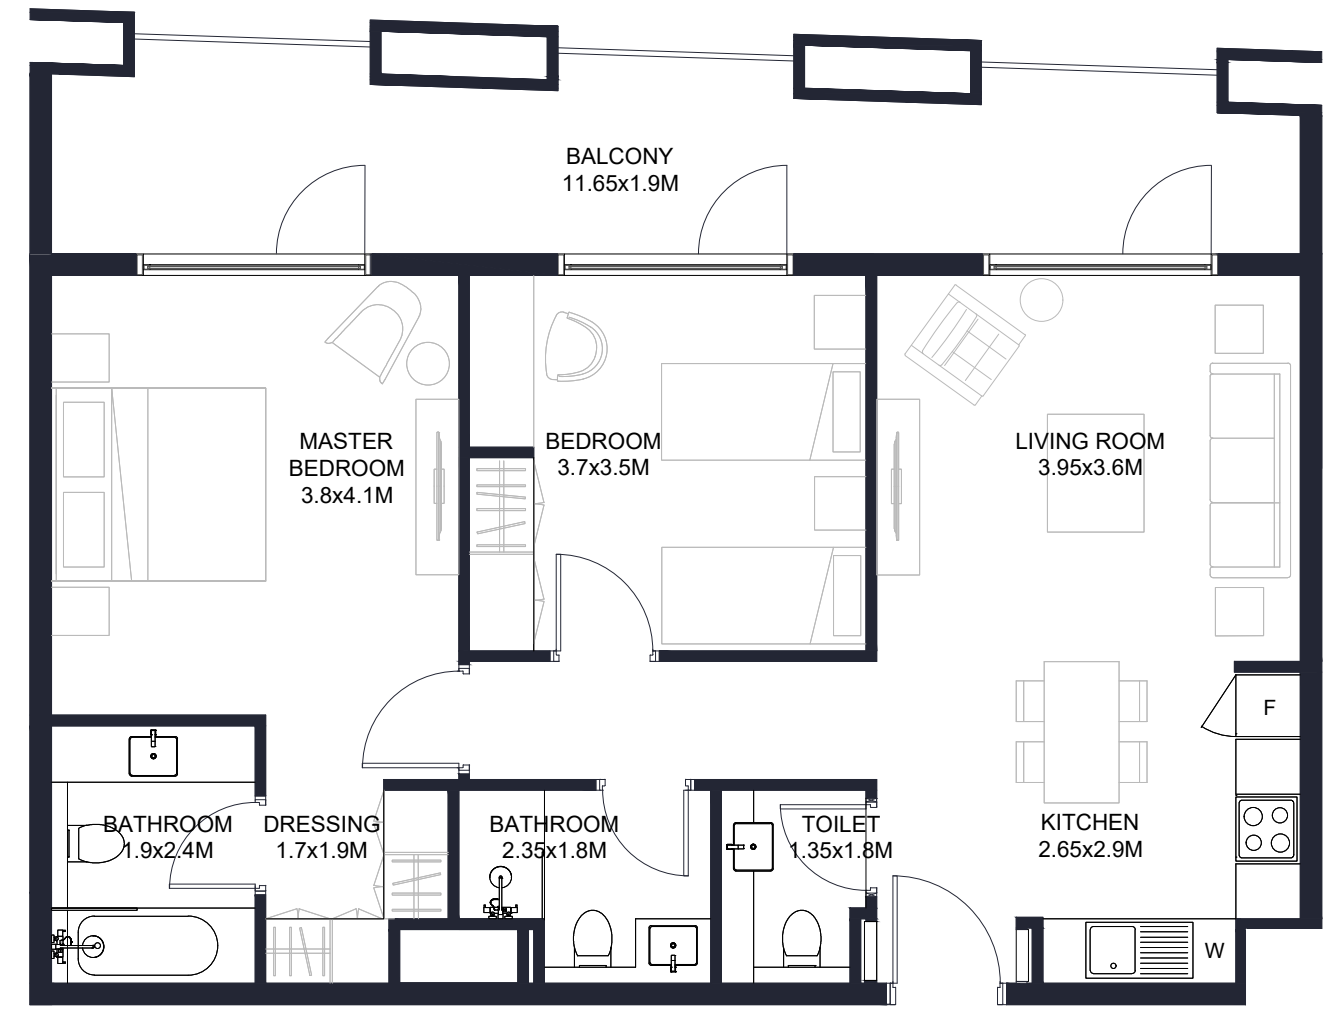 BALCONY
11.65x1.9M
MASTER
BEDROOM
3.8x4.1M
BEDROOM
3.7x3.5M
LIVING ROOM
3.95x3.6M
F
BATHROOM
1.9x2.4M
DRESSING
1.7x1.9M
BATHROOM
2.35x1.8M
TOILET
1.35x1.8M
KITCHEN
2.65x2.9M
W